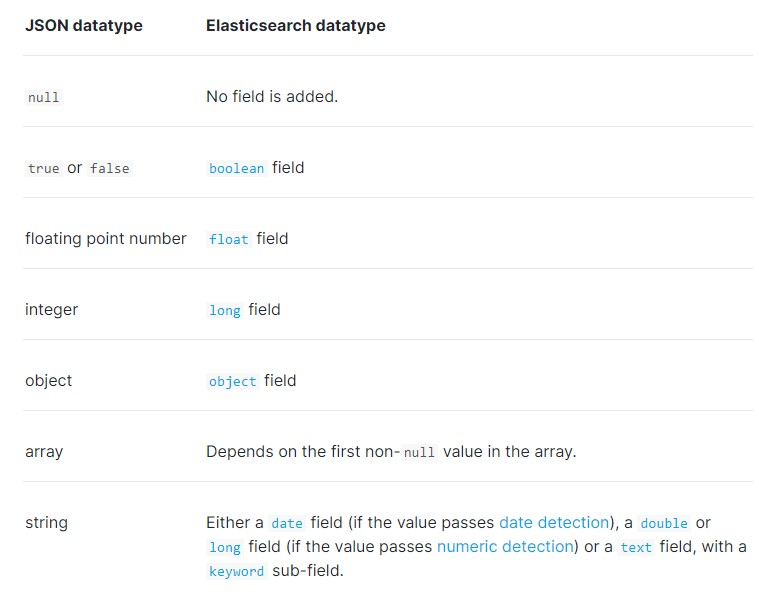 JSON datatype Elasticsearch datatype
null No field is added.
true or false boolean field
floating point number float field
integer long field
object object field
array Depends on the first non-null value in the array.
string Either a date field (if the value passes date detection), a double or
long field (if the value passes numeric detection) or a text field, with a
keyword sub-field.